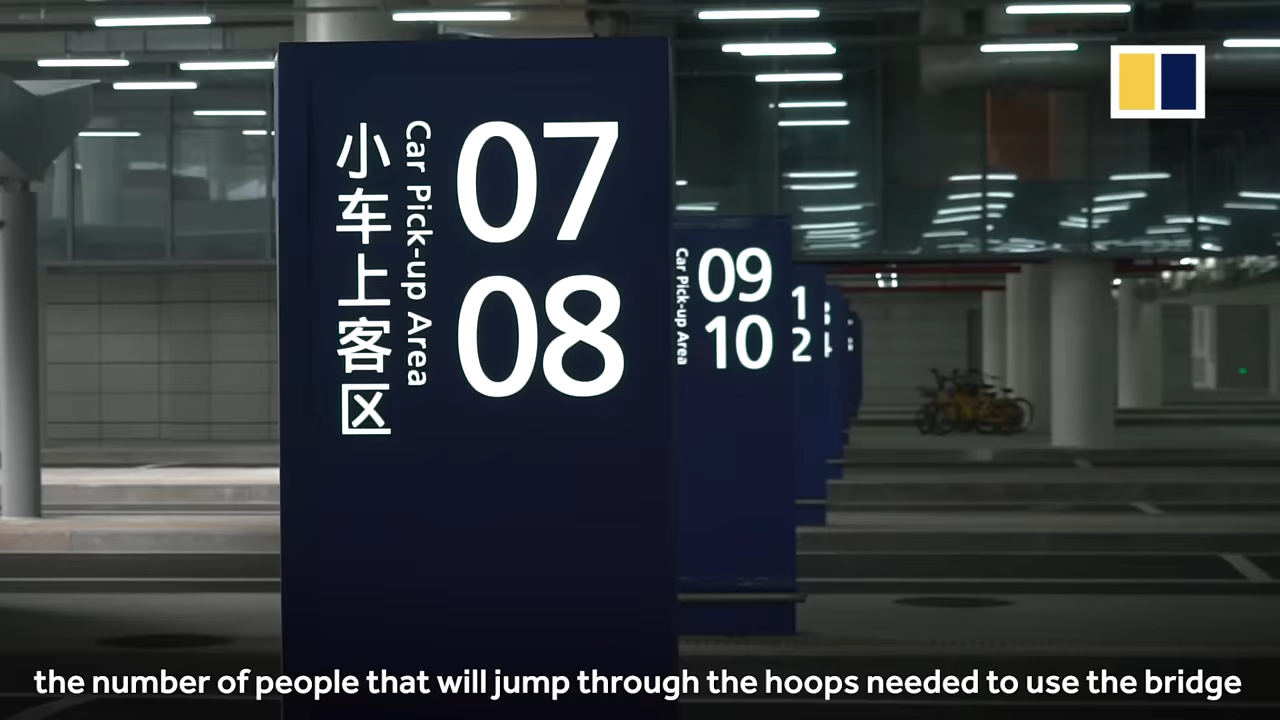 小车上客区
Car Pick-up Area
07
08
Car Pick-up Area
09
10
1
2
the number of people that will jump through the hoops needed to use the bridge